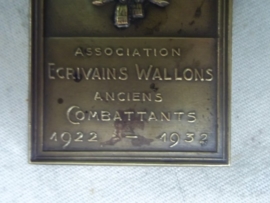 ASSOCIATION
ECRIVAINS WALLONS
ANCIENS
COMBATTANTS
1922 - 1932